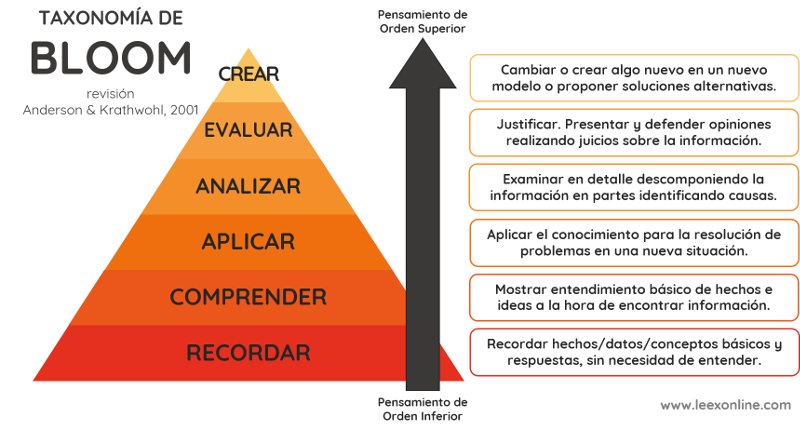 TAXONOMÍA DE
BLOOM
revisión
Anderson & Krathwohl, 2001
Pensamiento de
Orden Superior
CREAR
Cambiar o crear algo nuevo en un nuevo
modelo o proponer soluciones alternativas.
EVALUAR
Justificar. Presentar y defender opiniones
realizando juicios sobre la información.
ANALIZAR
Examinar en detalle descomponiendo la
información en partes identificando causas.
APLICAR
Aplicar el conocimiento para la resolución de
problemas en una nueva situación.
COMPRENDER
Mostrar entendimiento básico de hechos e
ideas a la hora de encontrar información.
RECORDAR
Recordar hechos/datos/conceptos básicos y
respuestas, sin necesidad de entender.
Pensamiento de
Orden Inferior
www.leexonline.com